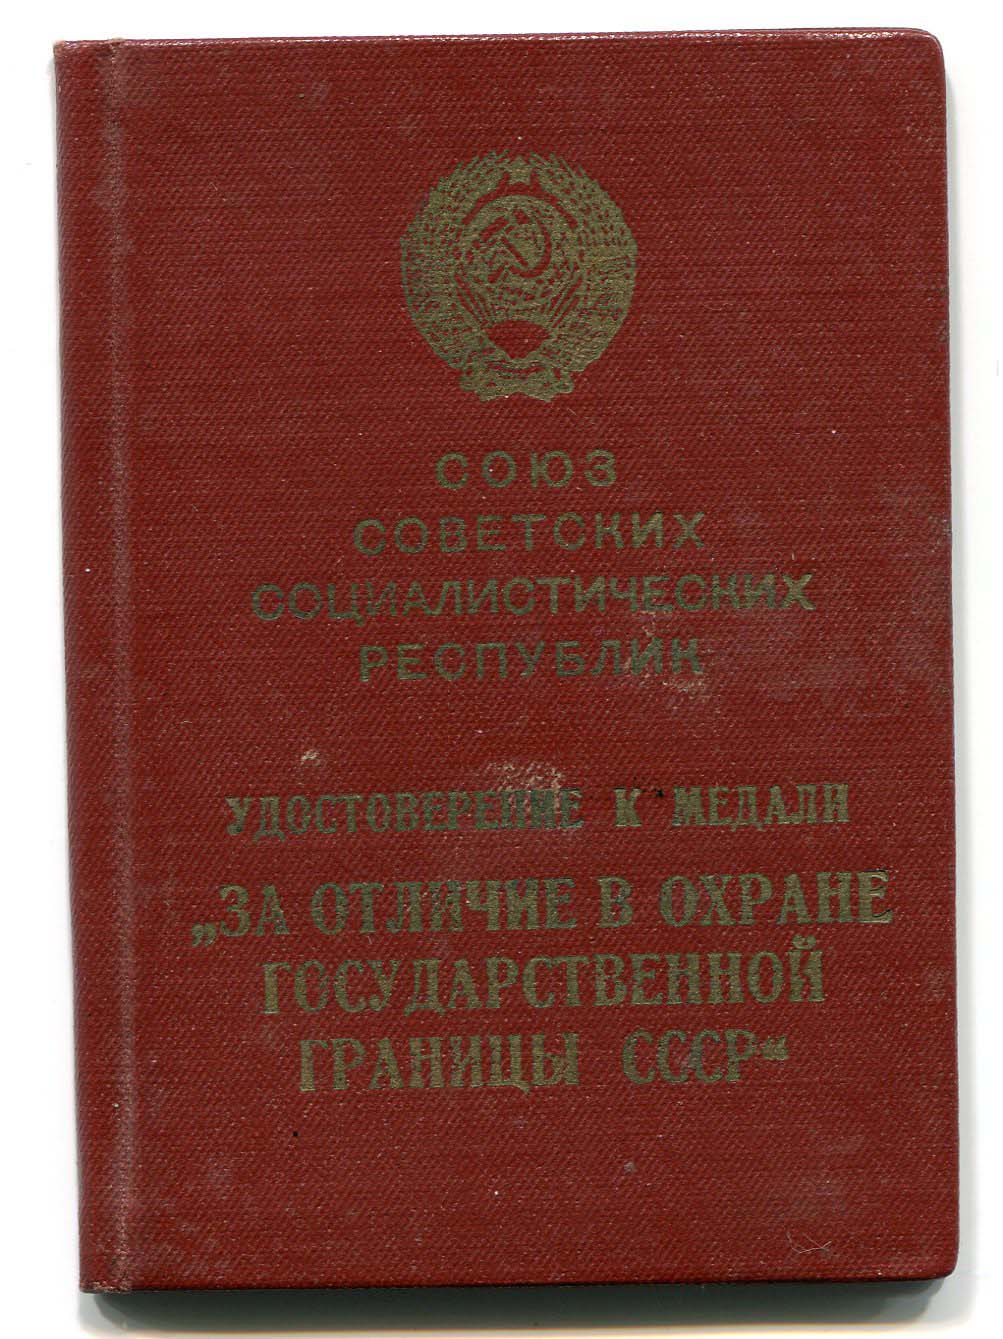 СОЮЗ
СОВЕТСКИХ
СОЦИАЛИСТИЧЕСКИХ
РЕСПУБЛИК
УДОСТОВЕРЕНИЕ К МЕДАЛИ
„ЗА ОТЛИЧИЕ В ОХРАНЕ
ГОСУДАРСТВЕННОЙ
ГРАНИЦЫ СССР“